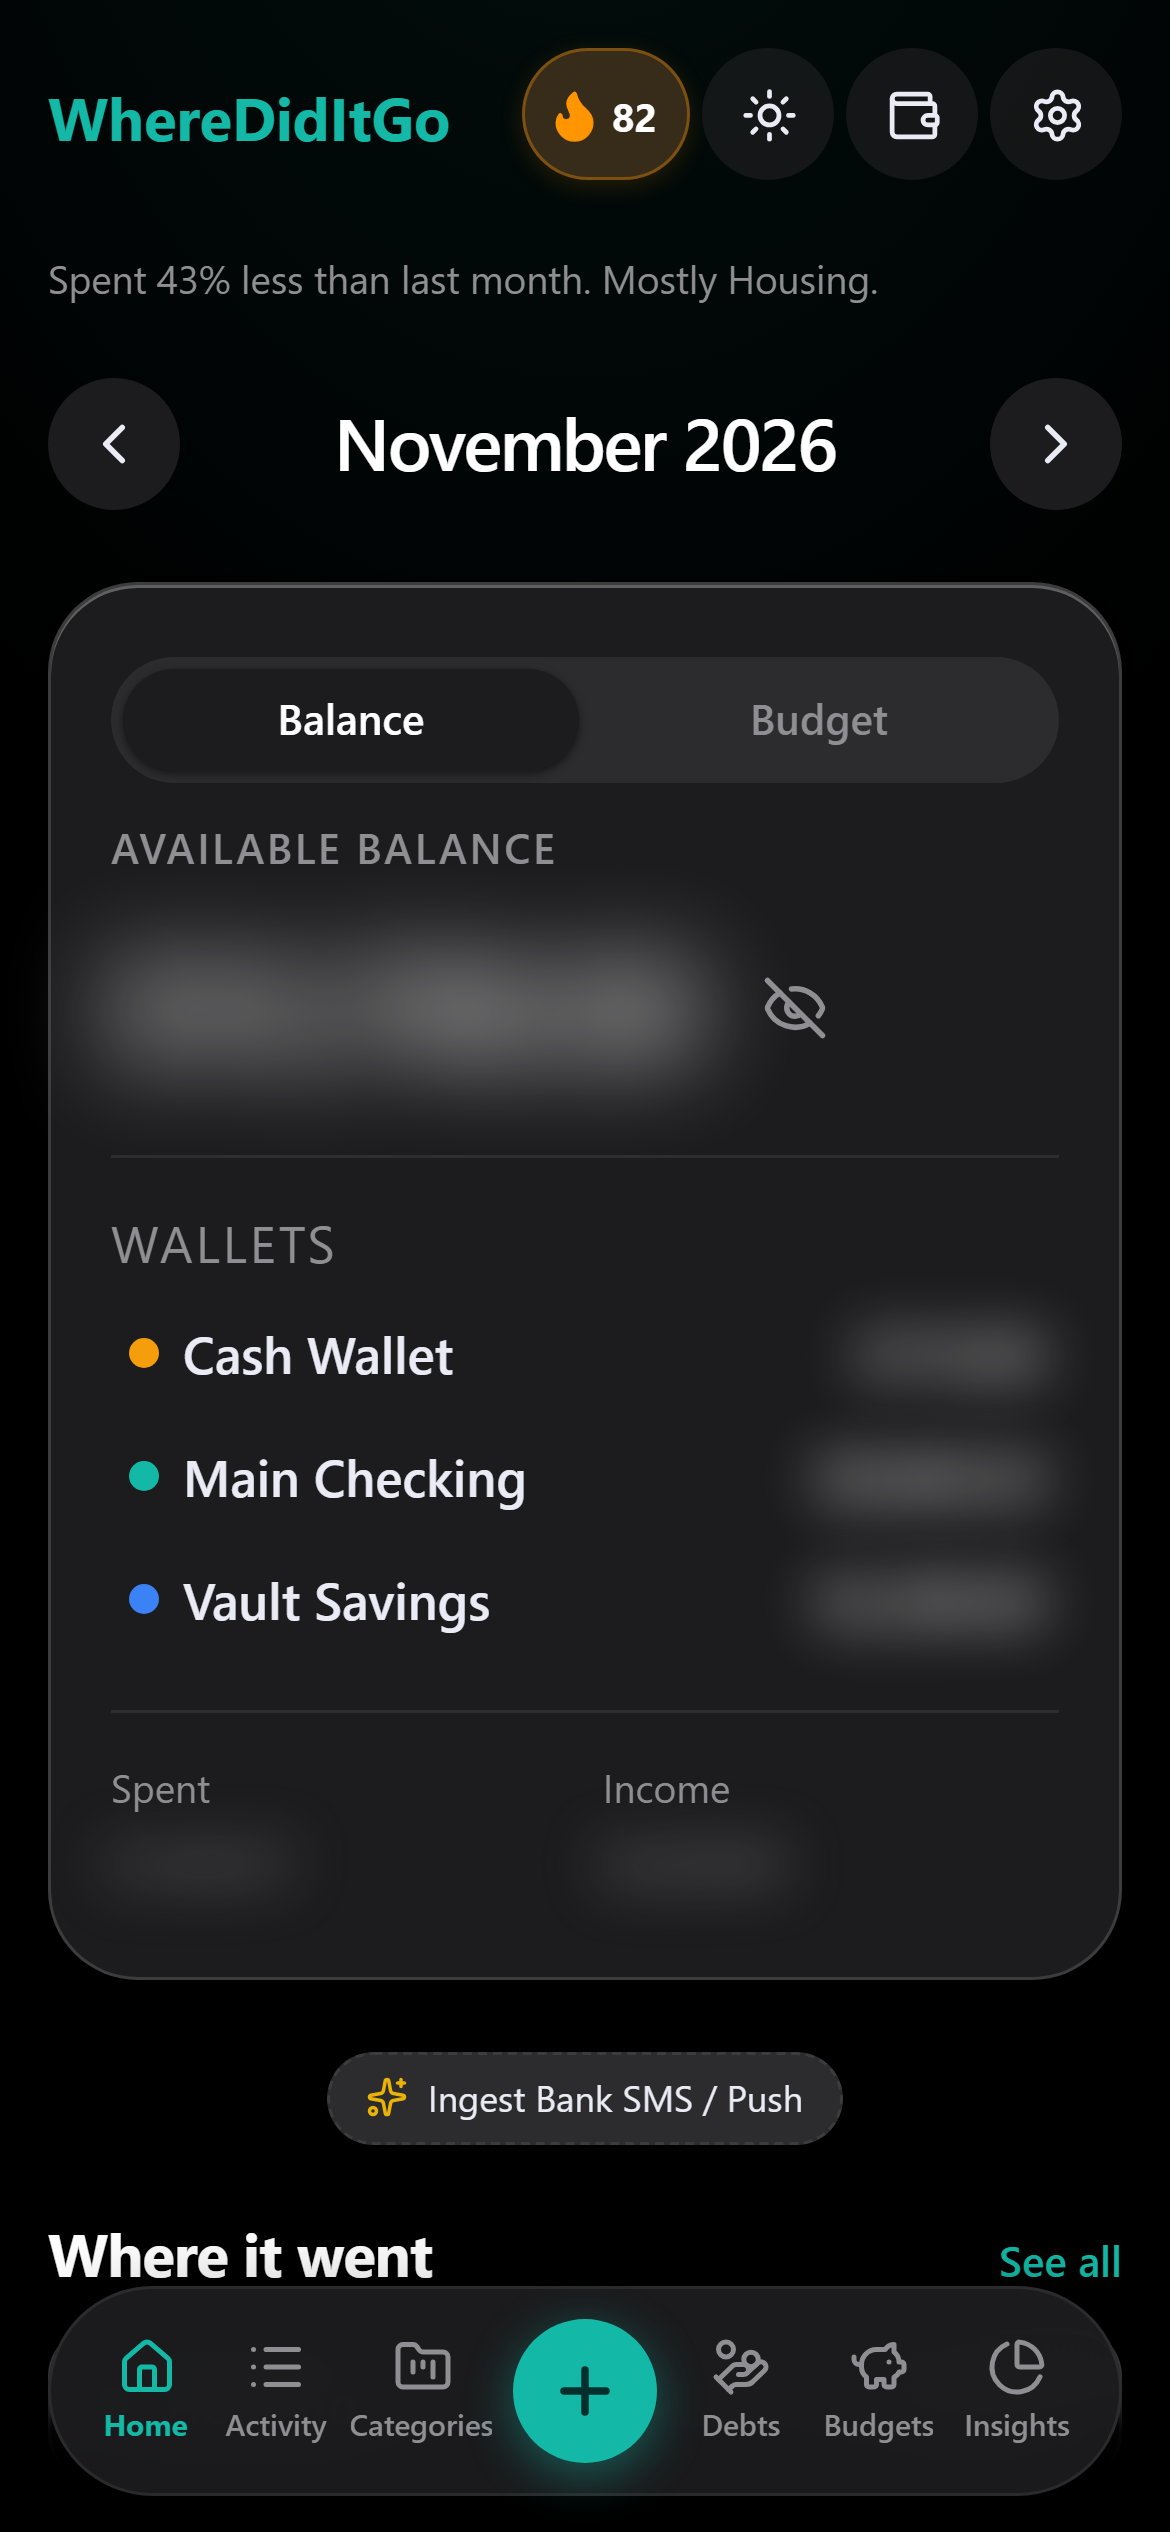 WhereDidItGo
82
Spent 43% less than last month. Mostly Housing.
November 2026
Balance
Budget
AVAILABLE BALANCE
WALLETS
Cash Wallet
Main Checking
Vault Savings
Spent
Income
Ingest Bank SMS / Push
Where it went
See all
Home
Activity
Categories
Debts
Budgets
Insights